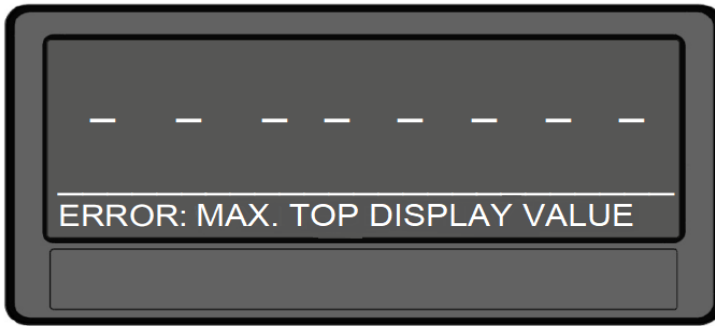 – – – – – – – –
ERROR: MAX. TOP DISPLAY VALUE